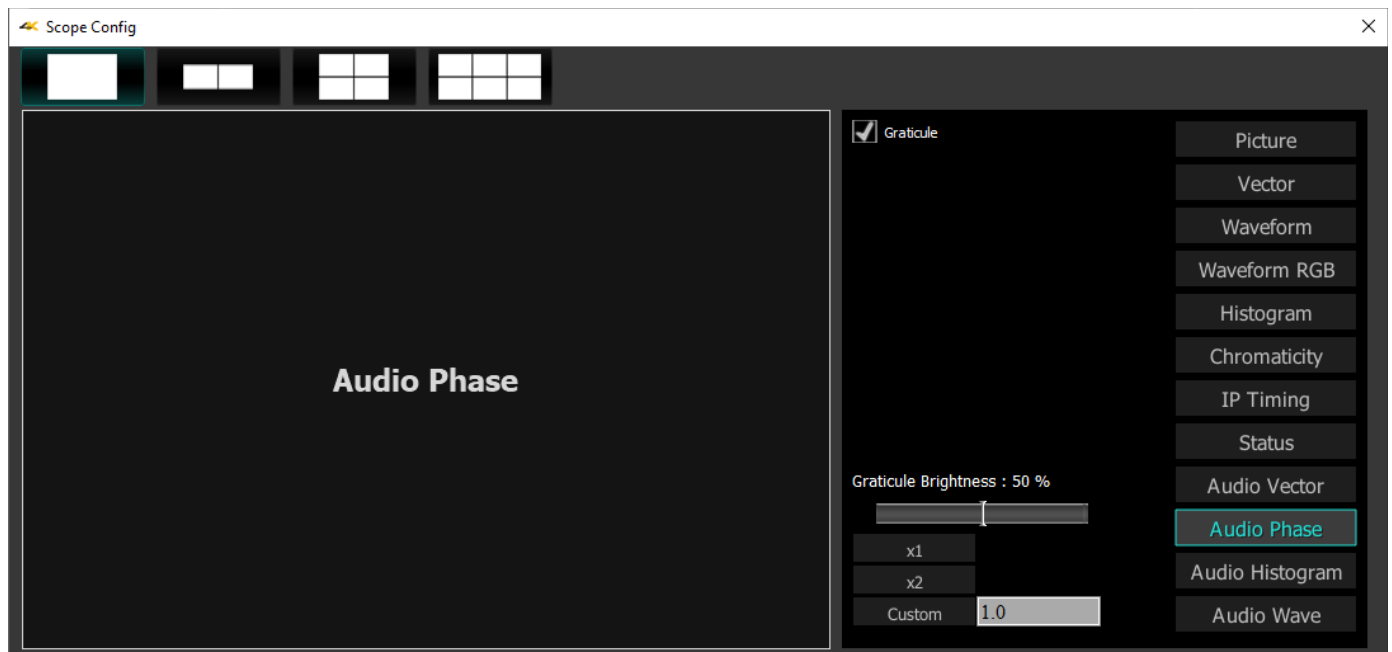 Scope Config
Audio Phase
Graticule
Graticule Brightness : 50 %
x1
x2
Custom 1.0
Picture
Vector
Waveform
Waveform RGB
Histogram
Chromaticity
IP Timing
Status
Audio Vector
Audio Phase
Audio Histogram
Audio Wave